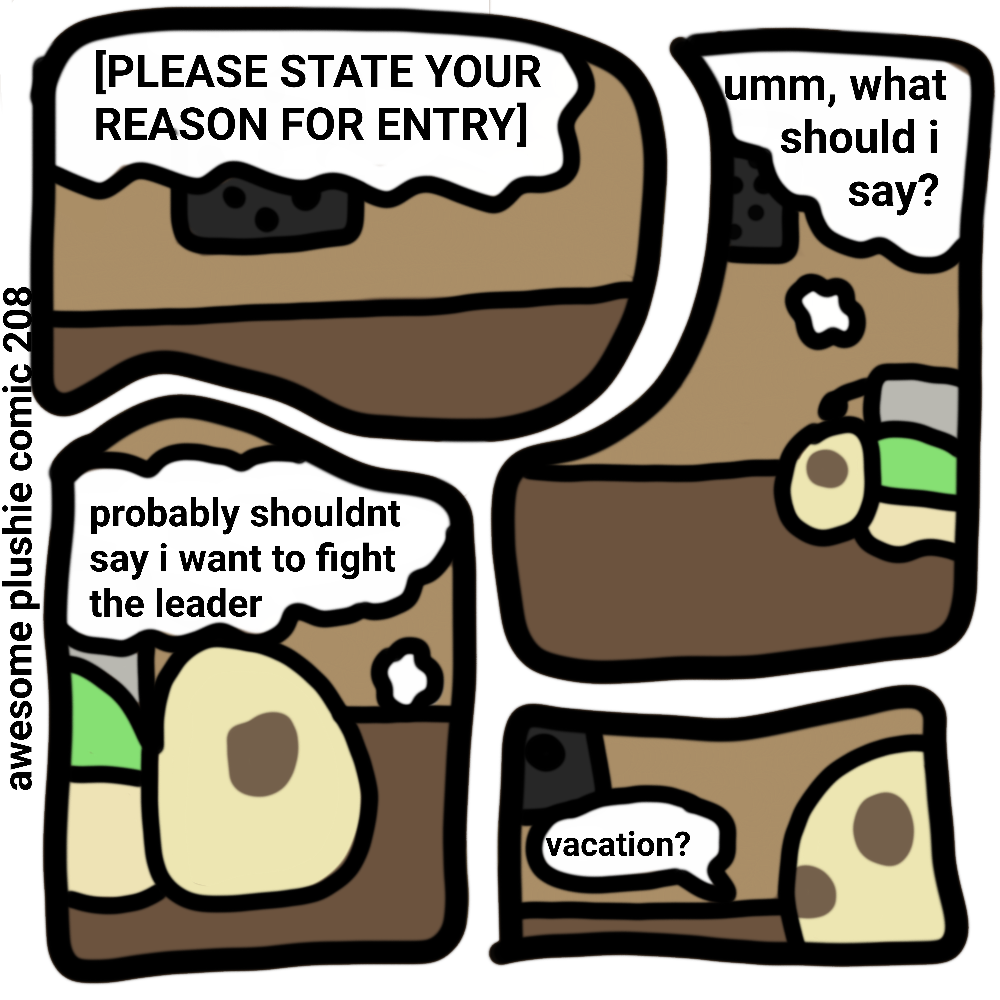 awesome plushie comic 208
[PLEASE STATE YOUR
REASON FOR ENTRY]
umm, what
should i
say?
probably shouldnt
say i want to fight
the leader
vacation?